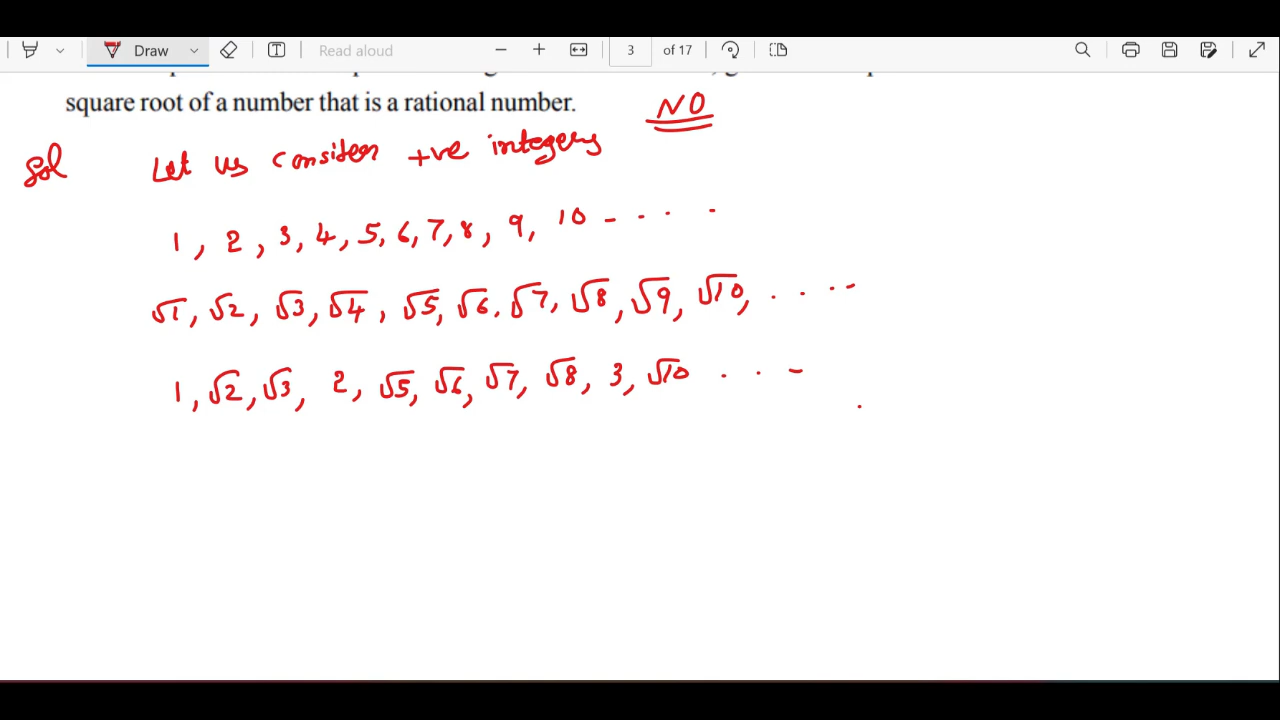 Draw
Read aloud
3 of 17
square root of a number that is a rational number.
NO
Sol Let us consider +ve integers
1, 2, 3, 4, 5, 6, 7, 8, 9, 10 - . . .
√1, √2, √3, √4, √5, √6, √7, √8, √9, √10, . . . .
1, √2, √3, 2, √5, √6, √7, √8, 3, √10 . . .